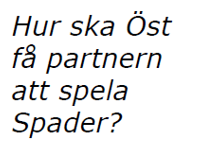 Hur ska Öst
få partnern
att spela
Spader?